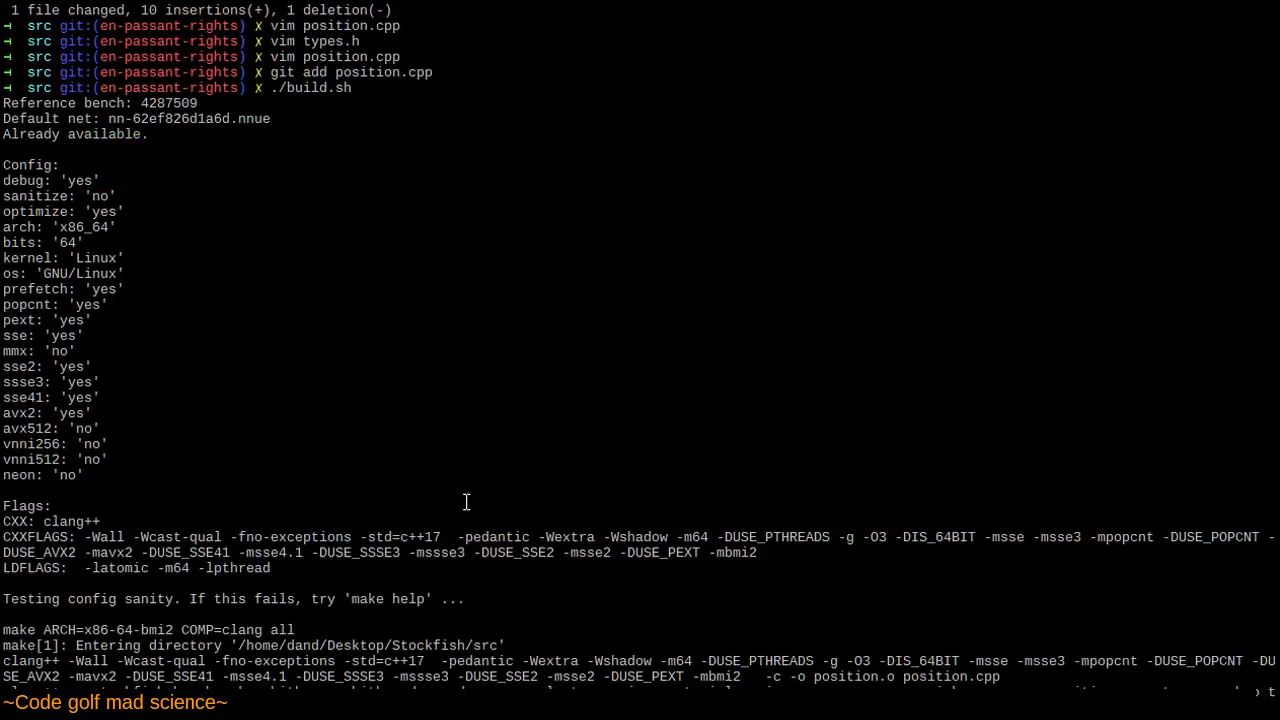 1 file changed, 10 insertions(+), 1 deletion(-)
src git:(en-passant-rights) ✗ vim position.cpp
src git:(en-passant-rights) ✗ vim types.h
src git:(en-passant-rights) ✗ vim position.cpp
src git:(en-passant-rights) ✗ git add position.cpp
src git:(en-passant-rights) ✗ ./build.sh
Reference bench: 4287509
Default net: nn-62ef826d1a6d.nnue
Already available.
Config:
debug: 'yes'
sanitize: 'no'
optimize: 'yes'
arch: 'x86_64'
bits: '64'
kernel: 'Linux'
os: 'GNU/Linux'
prefetch: 'yes'
popcnt: 'yes'
pext: 'yes'
sse: 'yes'
mmx: 'no'
sse2: 'yes'
ssse3: 'yes'
sse41: 'yes'
avx2: 'yes'
avx512: 'no'
vnni256: 'no'
vnni512: 'no'
neon: 'no'
Flags:
CXX: clang++
CXXFLAGS: -Wall -Wcast-qual -fno-exceptions -std=c++17  -pedantic -Wextra -Wshadow -m64 -DUSE_PTHREADS -g -O3 -DIS_64BIT -msse -msse3 -mpopcnt -DUSE_POPCNT -
DUSE_AVX2 -mavx2 -DUSE_SSE41 -msse4.1 -DUSE_SSSE3 -mssse3 -DUSE_SSE2 -msse2 -DUSE_PEXT -mbmi2
LDFLAGS:  -latomic -m64 -lpthread
Testing config sanity. If this fails, try 'make help' ...
make ARCH=x86-64-bmi2 COMP=clang all
make[1]: Entering directory '/home/dand/Desktop/Stockfish/src'
clang++ -Wall -Wcast-qual -fno-exceptions -std=c++17  -pedantic -Wextra -Wshadow -m64 -DUSE_PTHREADS -g -O3 -DIS_64BIT -msse -msse3 -mpopcnt -DUSE_POPCNT -DU
SE_AVX2 -mavx2 -DUSE_SSE41 -msse4.1 -DUSE_SSSE3 -mssse3 -DUSE_SSE2 -msse2 -DUSE_PEXT -mbmi2   -c -o position.o position.cpp
~Code golf mad science~